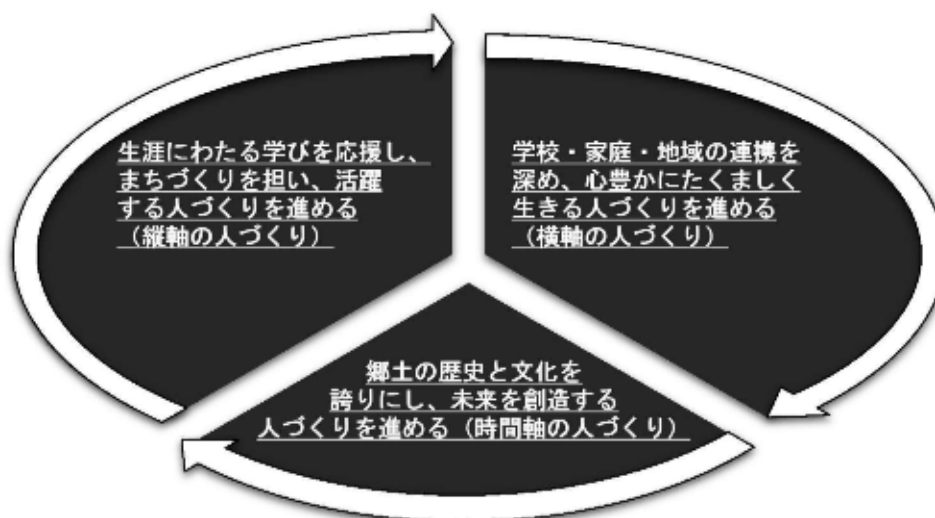 生涯にわたる学びを応援し、
まちづくりを担い、活躍
する人づくりを進める
（縦軸の人づくり）
学校・家庭・地域の連携を
深め、心豊かにたくましく
生きる人づくりを進める
（横軸の人づくり）
郷土の歴史と文化を
誇りにし、未来を創造する
人づくりを進める（時間軸の人づくり）